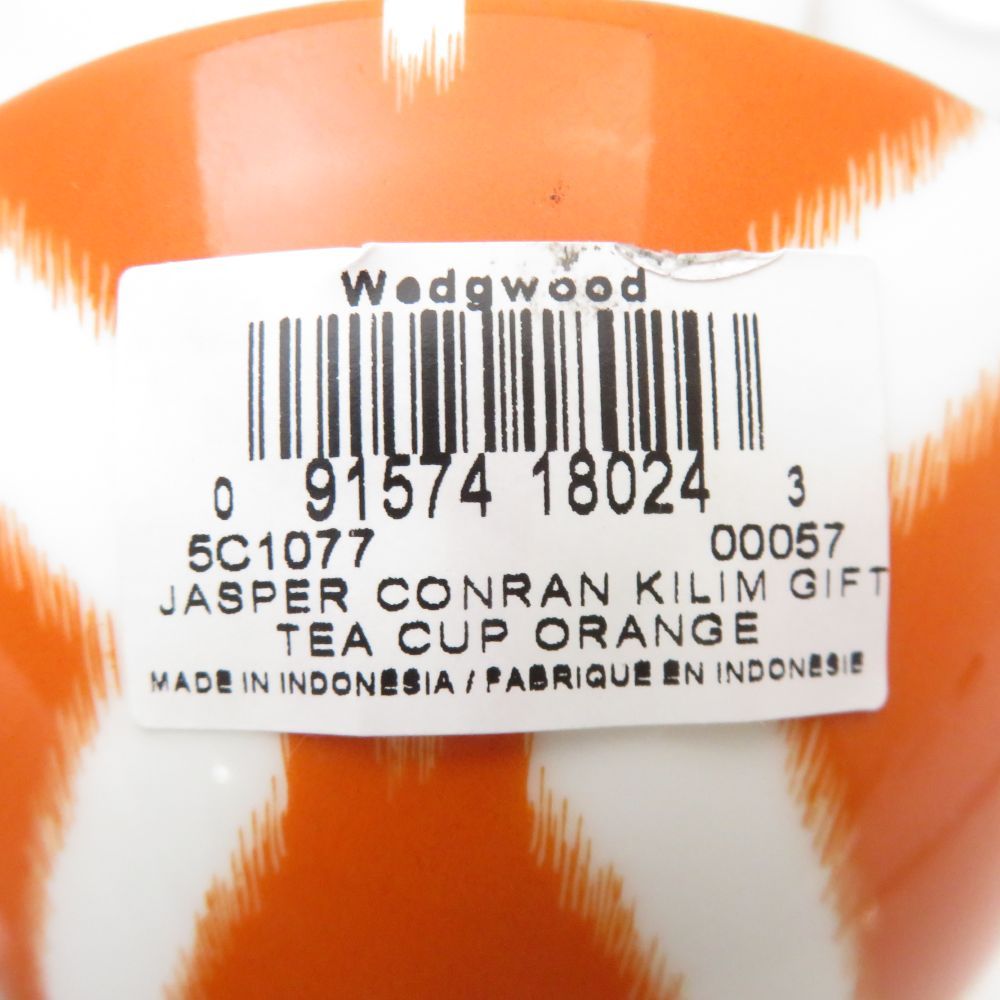 Wedgwood
0 91574 18024 3
5C1077 00057
JASPER CONRAN KILIM GIFT
TEA CUP ORANGE
MADE IN INDONESIA / FABRIQUE EN INDONESIE